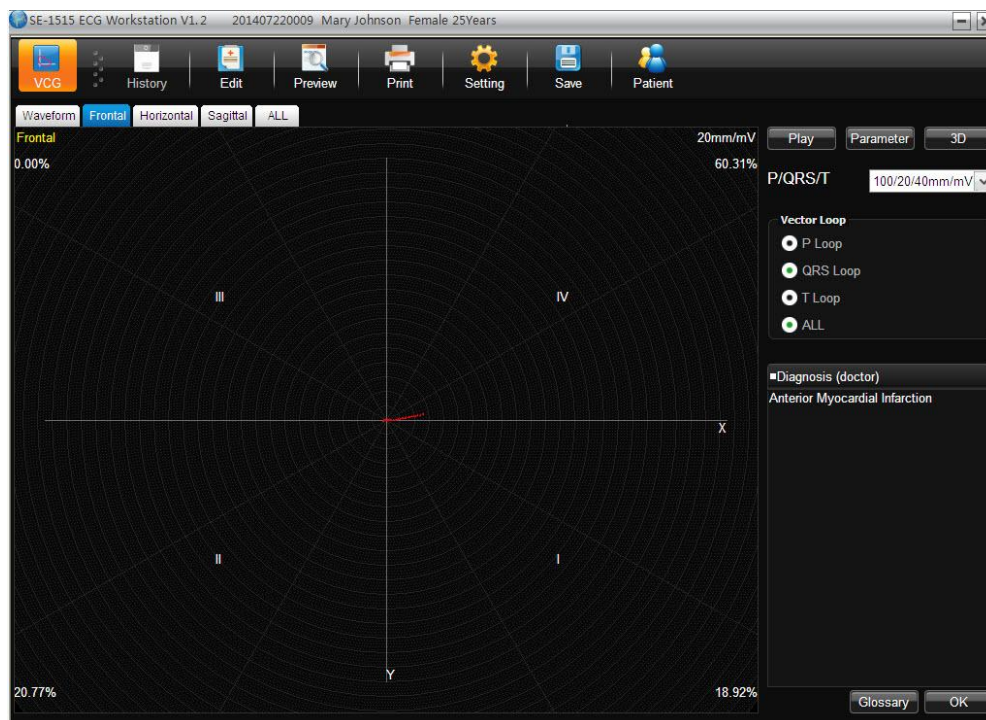 SE-1515 ECG Workstation V1.2 201407220009 Mary Johnson Female 25Years
VCG History Edit Preview Print Setting Save Patient
Waveform Frontal Horizontal Sagittal ALL
Frontal 20mm/mV
0.00% 60.31%
III IV
X
II I
Y
20.77% 18.92%
Play Parameter 3D
P/QRS/T 100/20/40mm/mV
Vector Loop
P Loop
QRS Loop
T Loop
ALL
Diagnosis (doctor)
Anterior Myocardial Infarction
Glossary OK